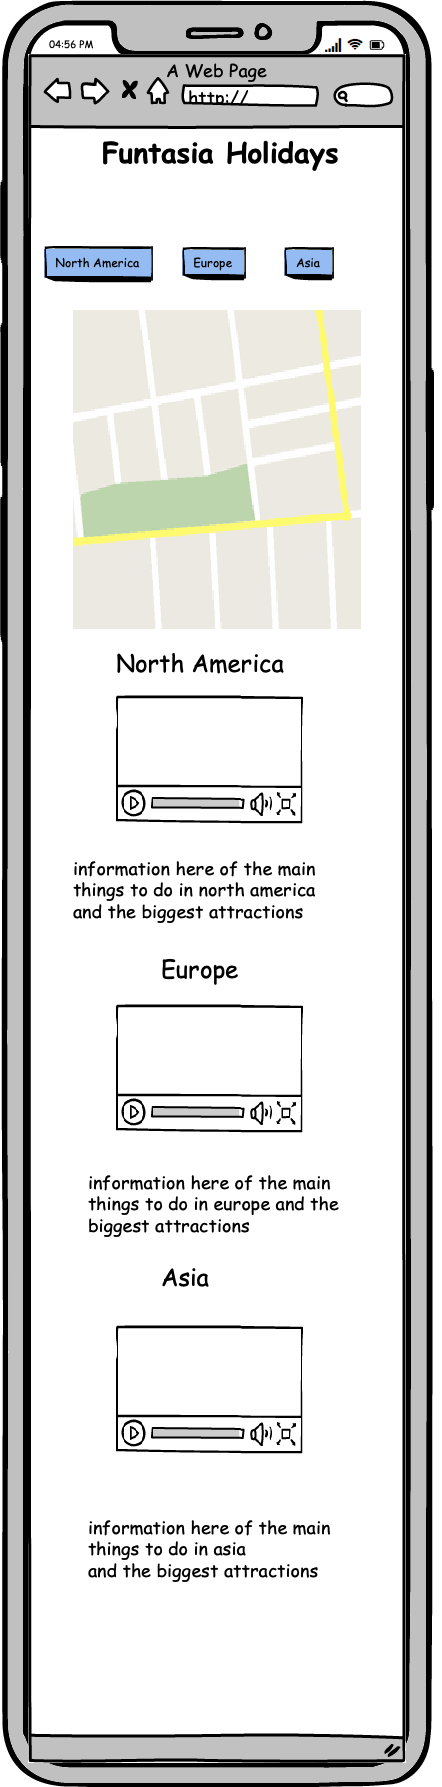 04:56 PM
A Web Page
http://
Funtasia Holidays
North America
Europe
Asia
North America
information here of the main
things to do in north america
and the biggest attractions
Europe
information here of the main
things to do in europe and the
biggest attractions
Asia
information here of the main
things to do in asia
and the biggest attractions